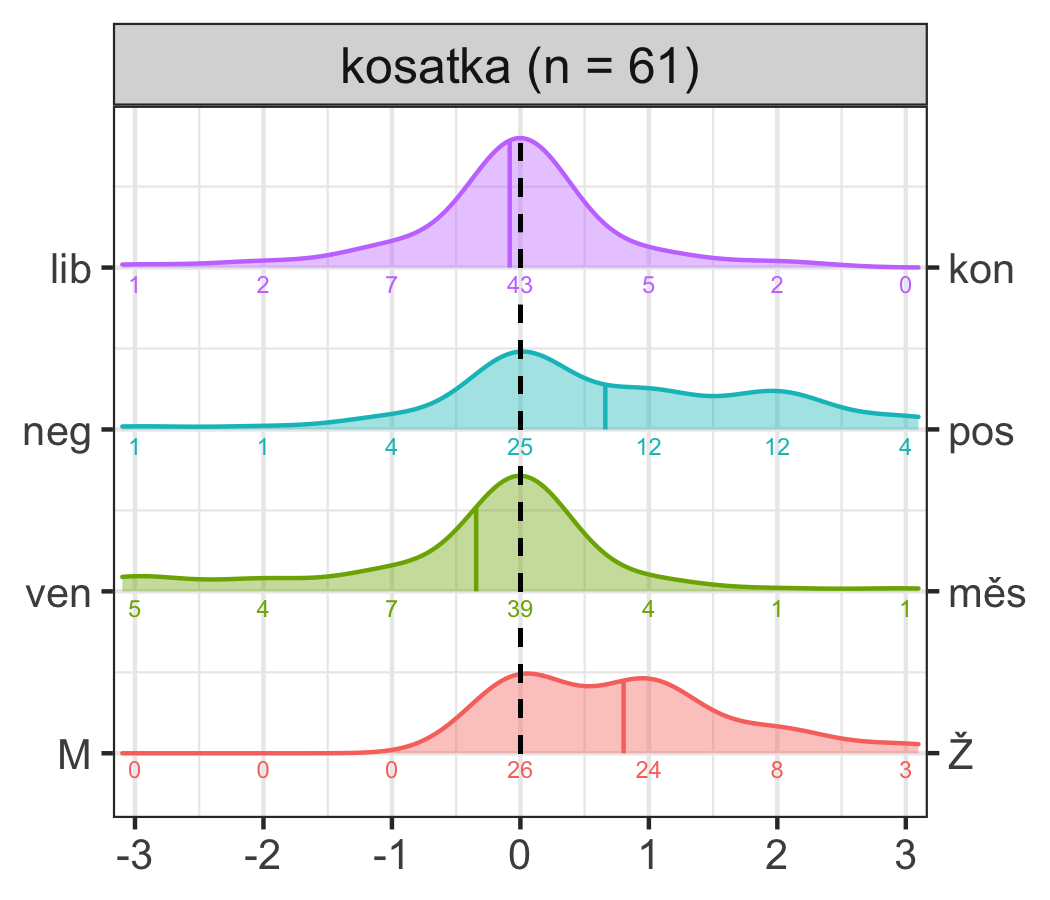 kosatka (n = 61)
lib kon
1 2 7 43 5 2 0
neg pos
1 1 4 25 12 12 4
ven měs
5 4 7 39 4 1 1
M Ž
0 0 0 26 24 8 3
-3 -2 -1 0 1 2 3